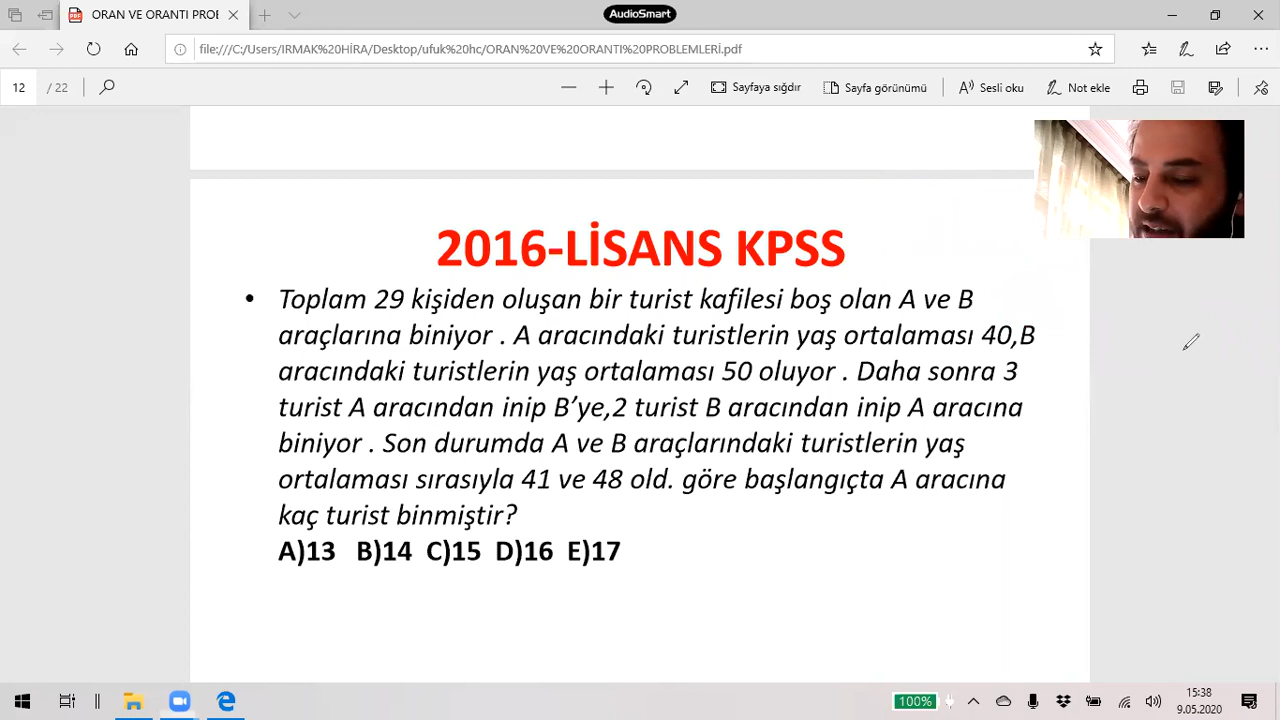 ORAN VE ORANTI PROB
AudioSmart
file:///C:/Users/IRMAK%20HİRA/Desktop/ufuk%20hc/ORAN%20VE%20ORANTI%20PROBLEMLERİ.pdf
12 / 22 Sayfaya sığdır Sayfa görünümü Sesli oku Not ekle
2016-LİSANS KPSS
• Toplam 29 kişiden oluşan bir turist kafilesi boş olan A ve B
araçlarına biniyor . A aracındaki turistlerin yaş ortalaması 40,B
aracındaki turistlerin yaş ortalaması 50 oluyor . Daha sonra 3
turist A aracından inip B’ye,2 turist B aracından inip A aracına
biniyor . Son durumda A ve B araçlarındaki turistlerin yaş
ortalaması sırasıyla 41 ve 48 old. göre başlangıçta A aracına
kaç turist binmiştir?
A)13 B)14 C)15 D)16 E)17
100%
15:38
9.05.2020